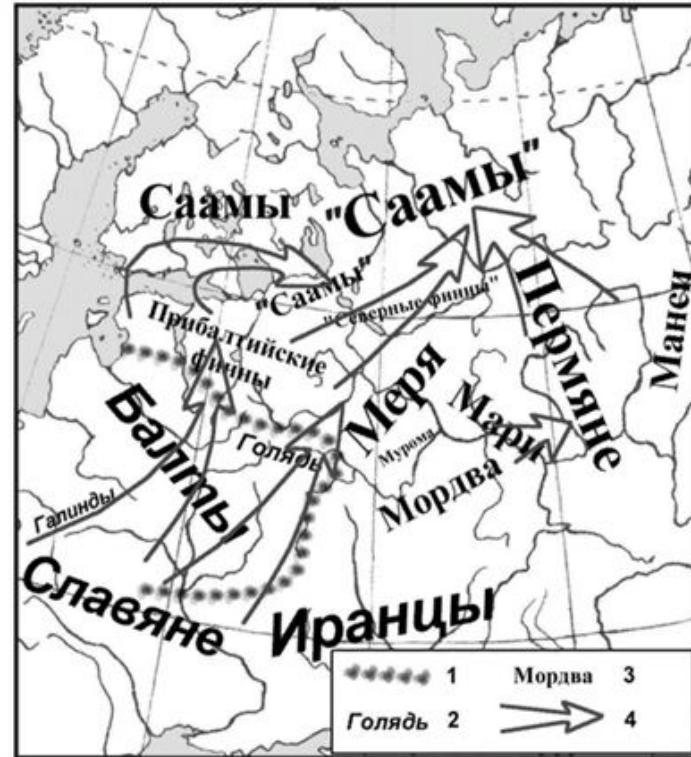 Саамы
"Саамы"
"Саамы"
"Северные финны"
Прибалтийские
финны
Пермяне
Манси
Меря
Мари
Мурома
Мордва
Балты
Голядь
Галинды
Славяне
Иранцы
1
Мордва 3
Голядь 2
4